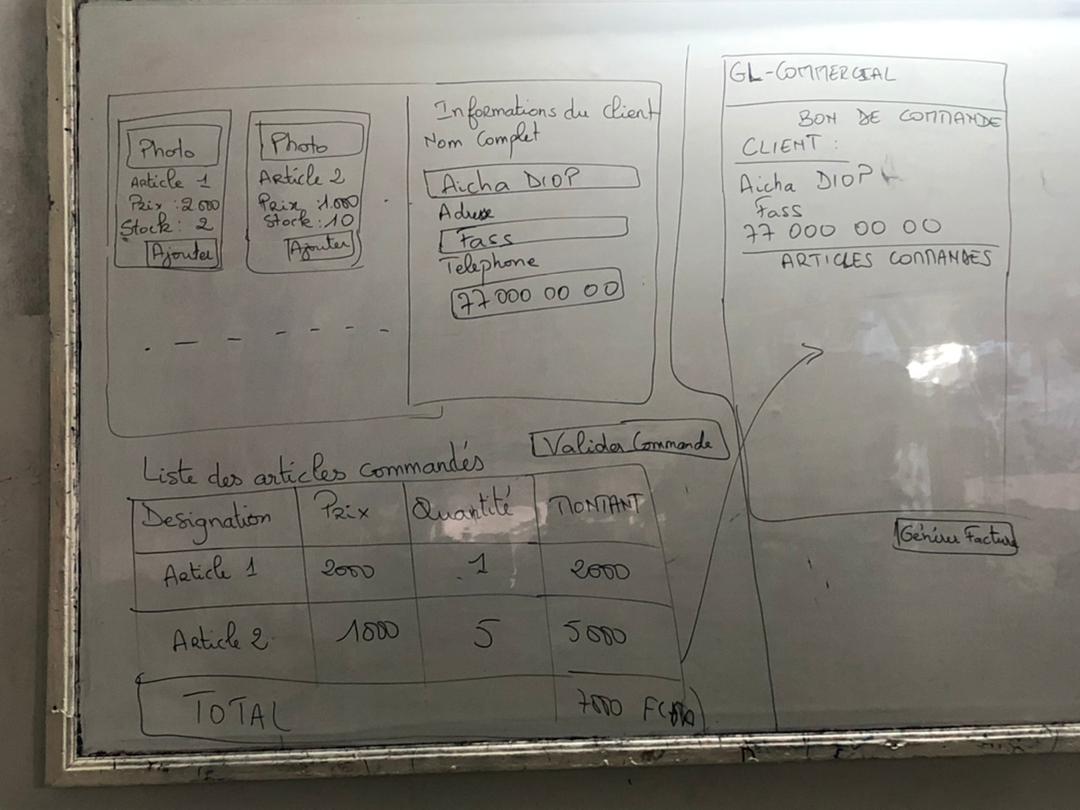 Photo
Article 1
Prix : 2000
Stock : 2
Ajouter
Photo
Article 2
Prix : 1.000
Stock : 10
Ajouter
Informations du client
Nom Complet
Aicha DIOP
Adresse
Fass
Telephone
77 000 00 00
Valider Commande
Liste des articles commandés
Designation Prix Quantité MONTANT
Article 1 2000 1 2000
Article 2 1000 5 5000
TOTAL 7000
GL-COMMERCIAL
BON DE COMMANDE
CLIENT :
Aicha DIOP
Fass
77 000 00 00
ARTICLES COMMANDES
Générer Facture